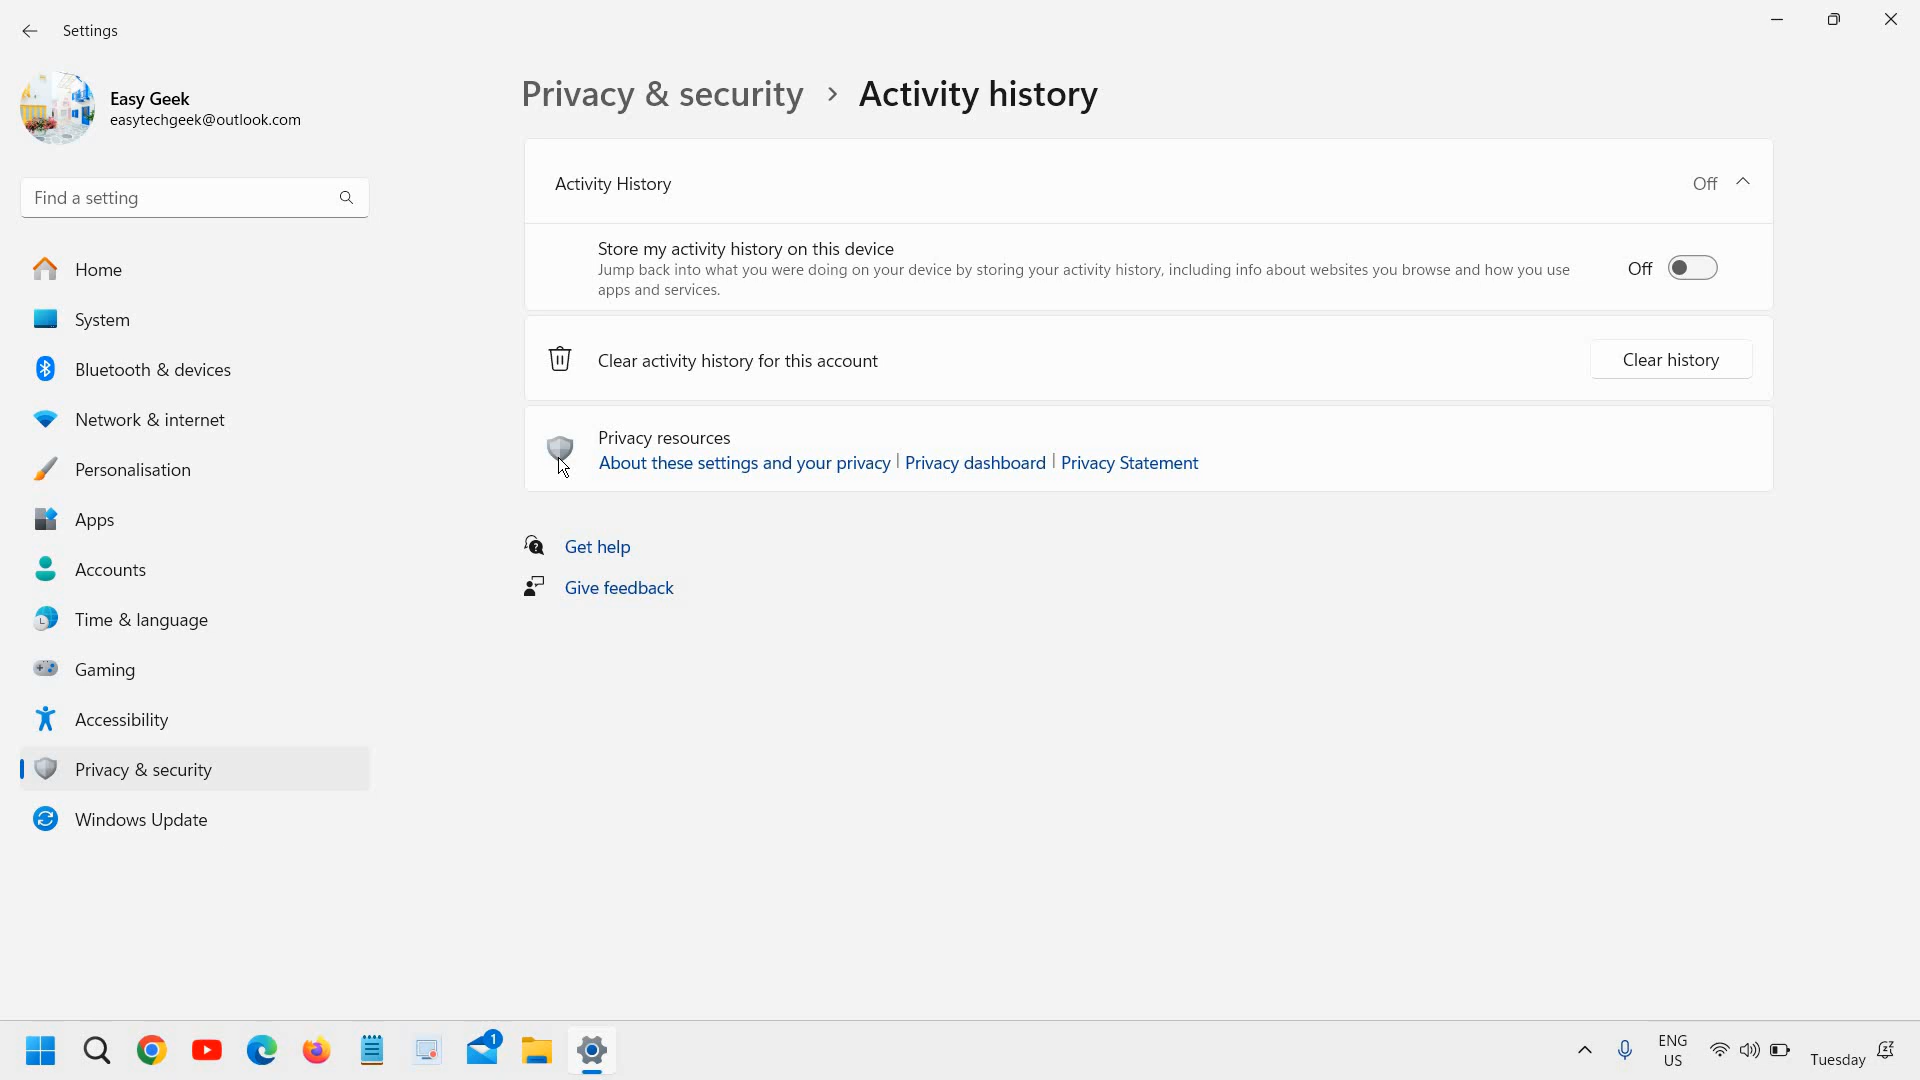 Settings
Easy Geek
easytechgeek@outlook.com
Find a setting
Home
System
Bluetooth & devices
Network & internet
Personalisation
Apps
Accounts
Time & language
Gaming
Accessibility
Privacy & security
Windows Update
Privacy & security > Activity history
Activity History Off
Store my activity history on this device
Jump back into what you were doing on your device by storing your activity history, including info about websites you browse and how you use
apps and services.
Off
Clear activity history for this account Clear history
Privacy resources
About these settings and your privacy | Privacy dashboard | Privacy Statement
Get help
Give feedback
1
ENG
US
Tuesday